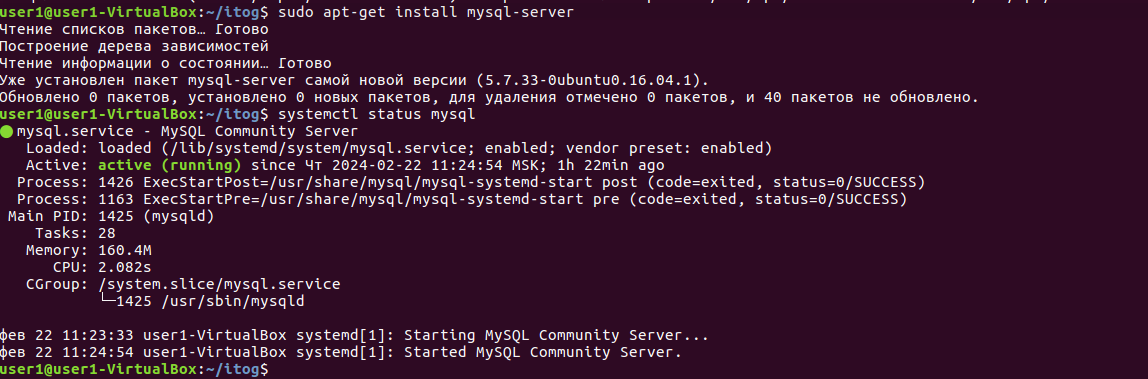 user1@user1-VirtualBox:~/itog$ sudo apt-get install mysql-server
Чтение списков пакетов… Готово
Построение дерева зависимостей
Чтение информации о состоянии… Готово
Уже установлен пакет mysql-server самой новой версии (5.7.33-0ubuntu0.16.04.1).
Обновлено 0 пакетов, установлено 0 новых пакетов, для удаления отмечено 0 пакетов, и 40 пакетов не обновлено.
user1@user1-VirtualBox:~/itog$ systemctl status mysql
● mysql.service - MySQL Community Server
   Loaded: loaded (/lib/systemd/system/mysql.service; enabled; vendor preset: enabled)
   Active: active (running) since Чт 2024-02-22 11:24:54 MSK; 1h 22min ago
  Process: 1426 ExecStartPost=/usr/share/mysql/mysql-systemd-start post (code=exited, status=0/SUCCESS)
  Process: 1163 ExecStartPre=/usr/share/mysql/mysql-systemd-start pre (code=exited, status=0/SUCCESS)
 Main PID: 1425 (mysqld)
    Tasks: 28
   Memory: 160.4M
      CPU: 2.082s
   CGroup: /system.slice/mysql.service
           └─1425 /usr/sbin/mysqld
фев 22 11:23:33 user1-VirtualBox systemd[1]: Starting MySQL Community Server...
фев 22 11:24:54 user1-VirtualBox systemd[1]: Started MySQL Community Server.
user1@user1-VirtualBox:~/itog$